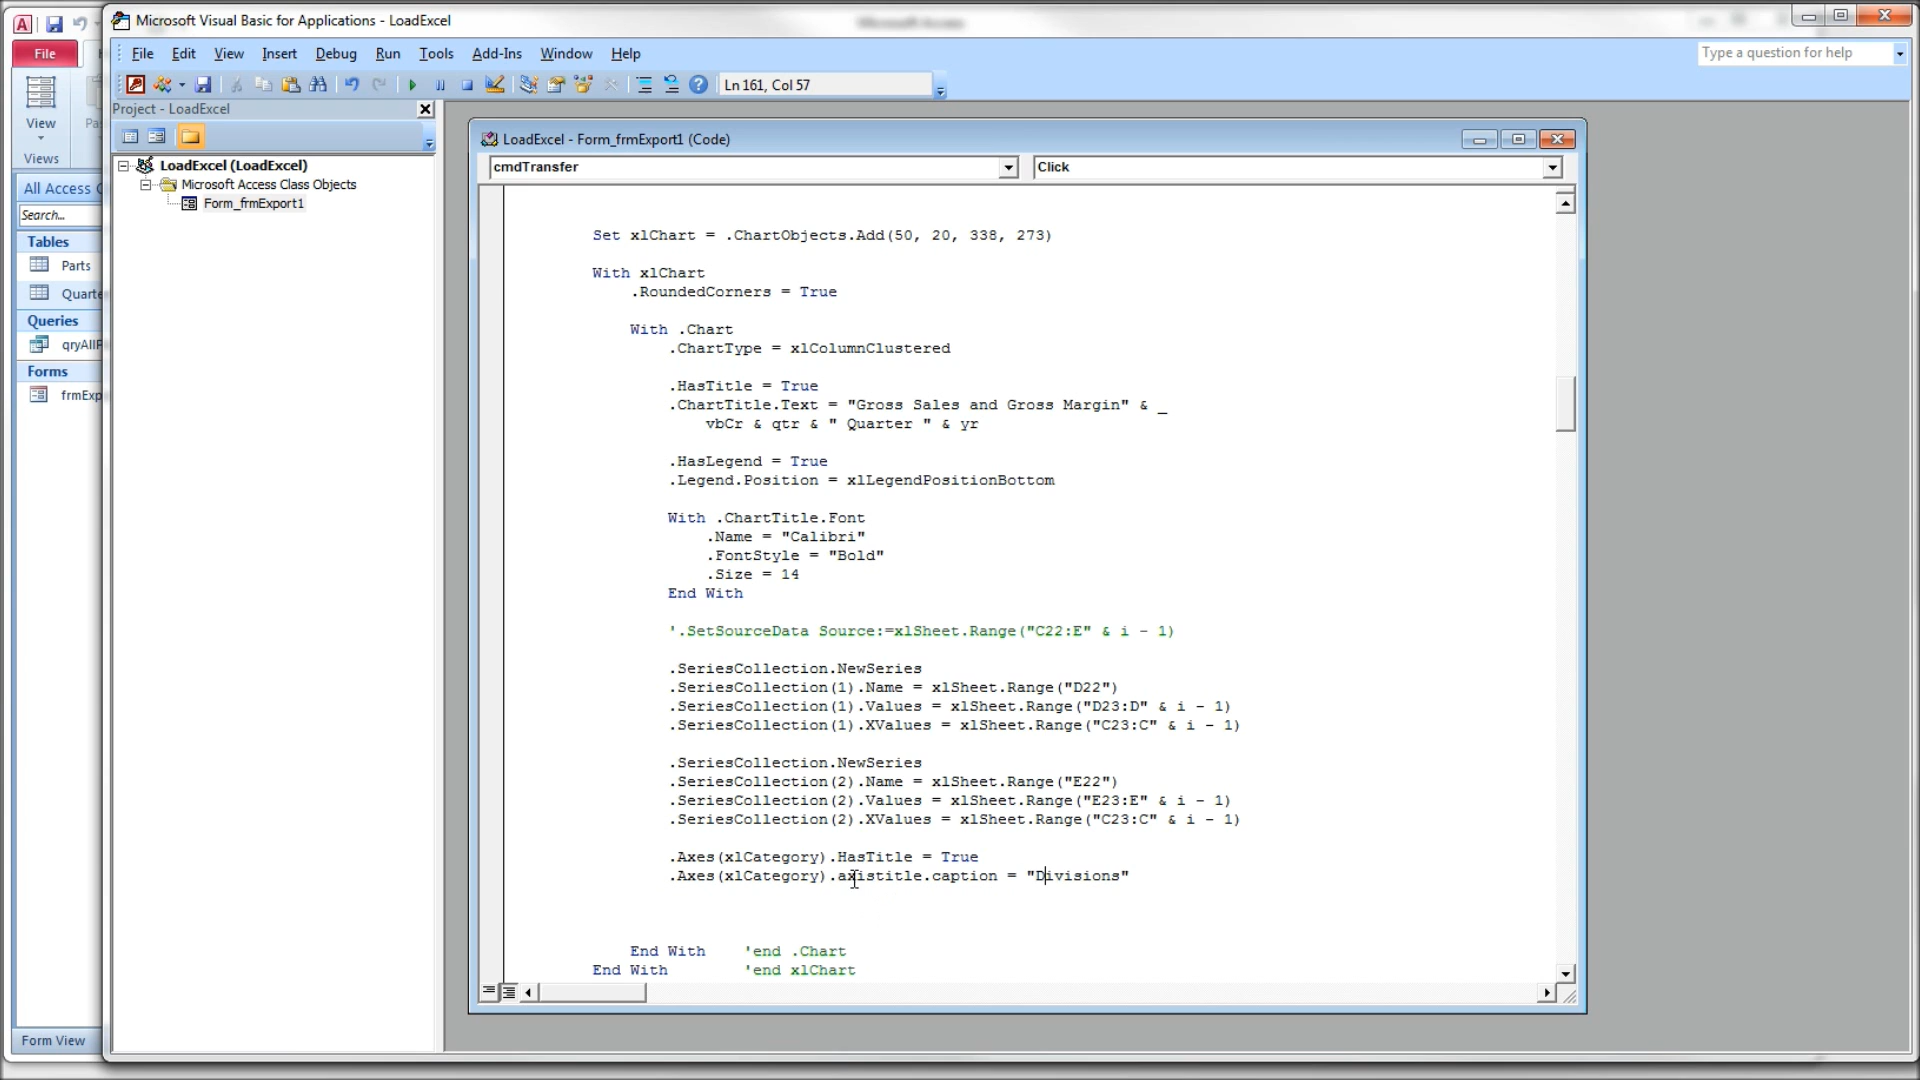 Microsoft Visual Basic for Applications - LoadExcel
Microsoft Access
File
File Edit View Insert Debug Run Tools Add-Ins Window Help
Type a question for help
Ln 161, Col 57
View
Views
Project - LoadExcel
LoadExcel (LoadExcel)
Microsoft Access Class Objects
Form_frmExport1
All Access
Search...
Tables
Parts
Quarte
Queries
qryAllF
Forms
frmExp
Form View
LoadExcel - Form_frmExport1 (Code)
cmdTransfer
Click
Set xlChart = .ChartObjects.Add(50, 20, 338, 273)
With xlChart
.RoundedCorners = True
With .Chart
.ChartType = xlColumnClustered
.HasTitle = True
.ChartTitle.Text = "Gross Sales and Gross Margin" & _
vbCr & qtr & " Quarter " & yr
.HasLegend = True
.Legend.Position = xlLegendPositionBottom
With .ChartTitle.Font
.Name = "Calibri"
.FontStyle = "Bold"
.Size = 14
End With
'.SetSourceData Source:=xlSheet.Range("C22:E" & i - 1)
.SeriesCollection.NewSeries
.SeriesCollection(1).Name = xlSheet.Range("D22")
.SeriesCollection(1).Values = xlSheet.Range("D23:D" & i - 1)
.SeriesCollection(1).XValues = xlSheet.Range("C23:C" & i - 1)
.SeriesCollection.NewSeries
.SeriesCollection(2).Name = xlSheet.Range("E22")
.SeriesCollection(2).Values = xlSheet.Range("E23:E" & i - 1)
.SeriesCollection(2).XValues = xlSheet.Range("C23:C" & i - 1)
.Axes(xlCategory).HasTitle = True
.Axes(xlCategory).axistitle.caption = "Divisions"
End With 'end .Chart
End With 'end xlChart